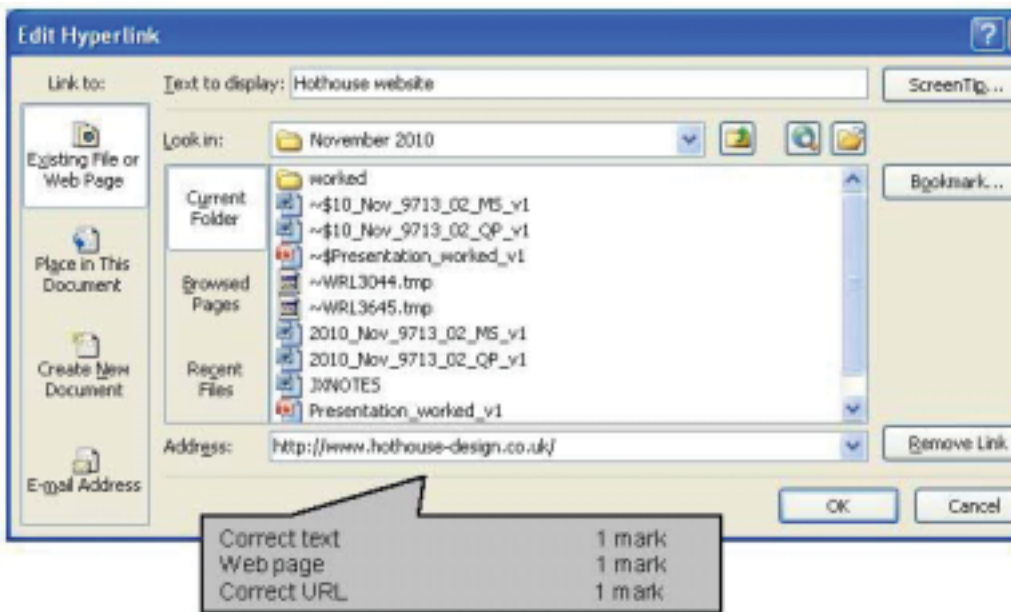 Edit Hyperlink
Link to:
Text to display: Hothouse website
ScreenTip...
Existing File or
Web Page
Look in: November 2010
Bookmark...
Current
Folder
worked
~$10_Nov_9713_02_MS_v1
~$10_Nov_9713_02_QP_v1
~$Presentation_worked_v1
~WRL3044.tmp
~WRL3645.tmp
2010_Nov_9713_02_MS_v1
2010_Nov_9713_02_QP_v1
JXNOTES
Presentation_worked_v1
Place in This
Document
Browsed
Pages
Create New
Document
Recent
Files
E-mail Address
Address: http://www.hothouse-design.co.uk/
Remove Link
OK
Cancel
Correct text 1 mark
Web page 1 mark
Correct URL 1 mark